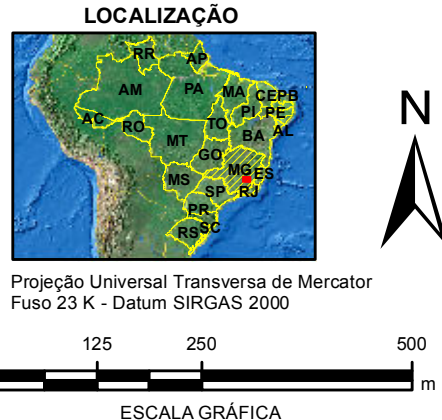 LOCALIZAÇÃO
RR
AP
AM
PA
MA
CE
PB
PI
PE
AC
RO
TO
AL
MT
BA
GO
MG
ES
MS
SP
RJ
PR
SC
RS
N
Projeção Universal Transversa de Mercator
Fuso 23 K - Datum SIRGAS 2000
125 250 500
m
ESCALA GRÁFICA